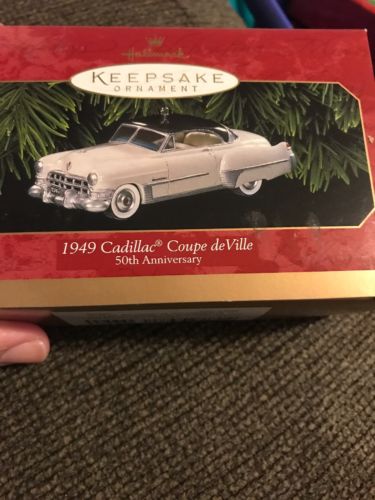 Hallmark
KEEPSAKE
ORNAMENT
1949 Cadillac® Coupe deVille
50th Anniversary